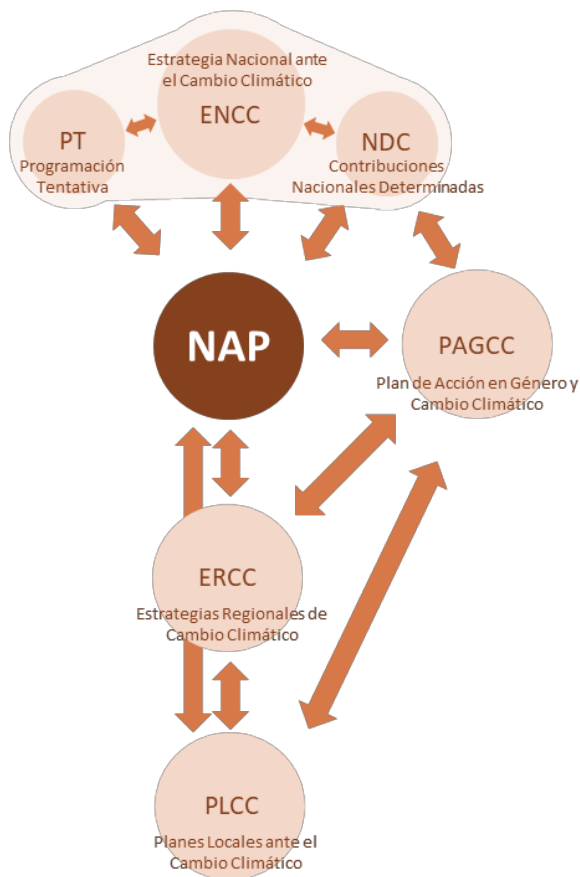 Estrategia Nacional ante
el Cambio Climático
ENCC
PT
Programación
Tentativa
NDC
Contribuciones
Nacionales Determinadas
NAP
PAGCC
Plan de Acción en Género y
Cambio Climático
ERCC
Estrategias Regionales de
Cambio Climático
PLCC
Planes Locales ante el
Cambio Climático